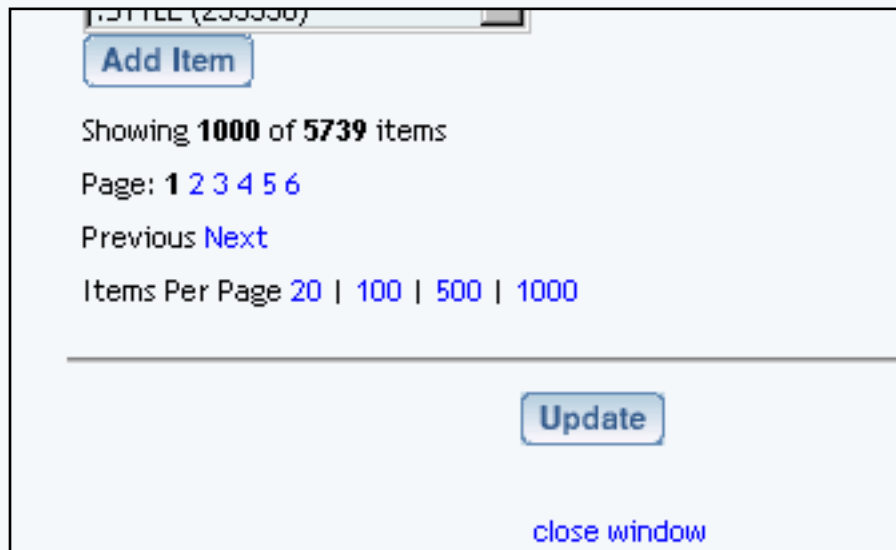 Add Item
Showing 1000 of 5739 items
Page: 1 2 3 4 5 6
Previous Next
Items Per Page 20 | 100 | 500 | 1000
Update
close window